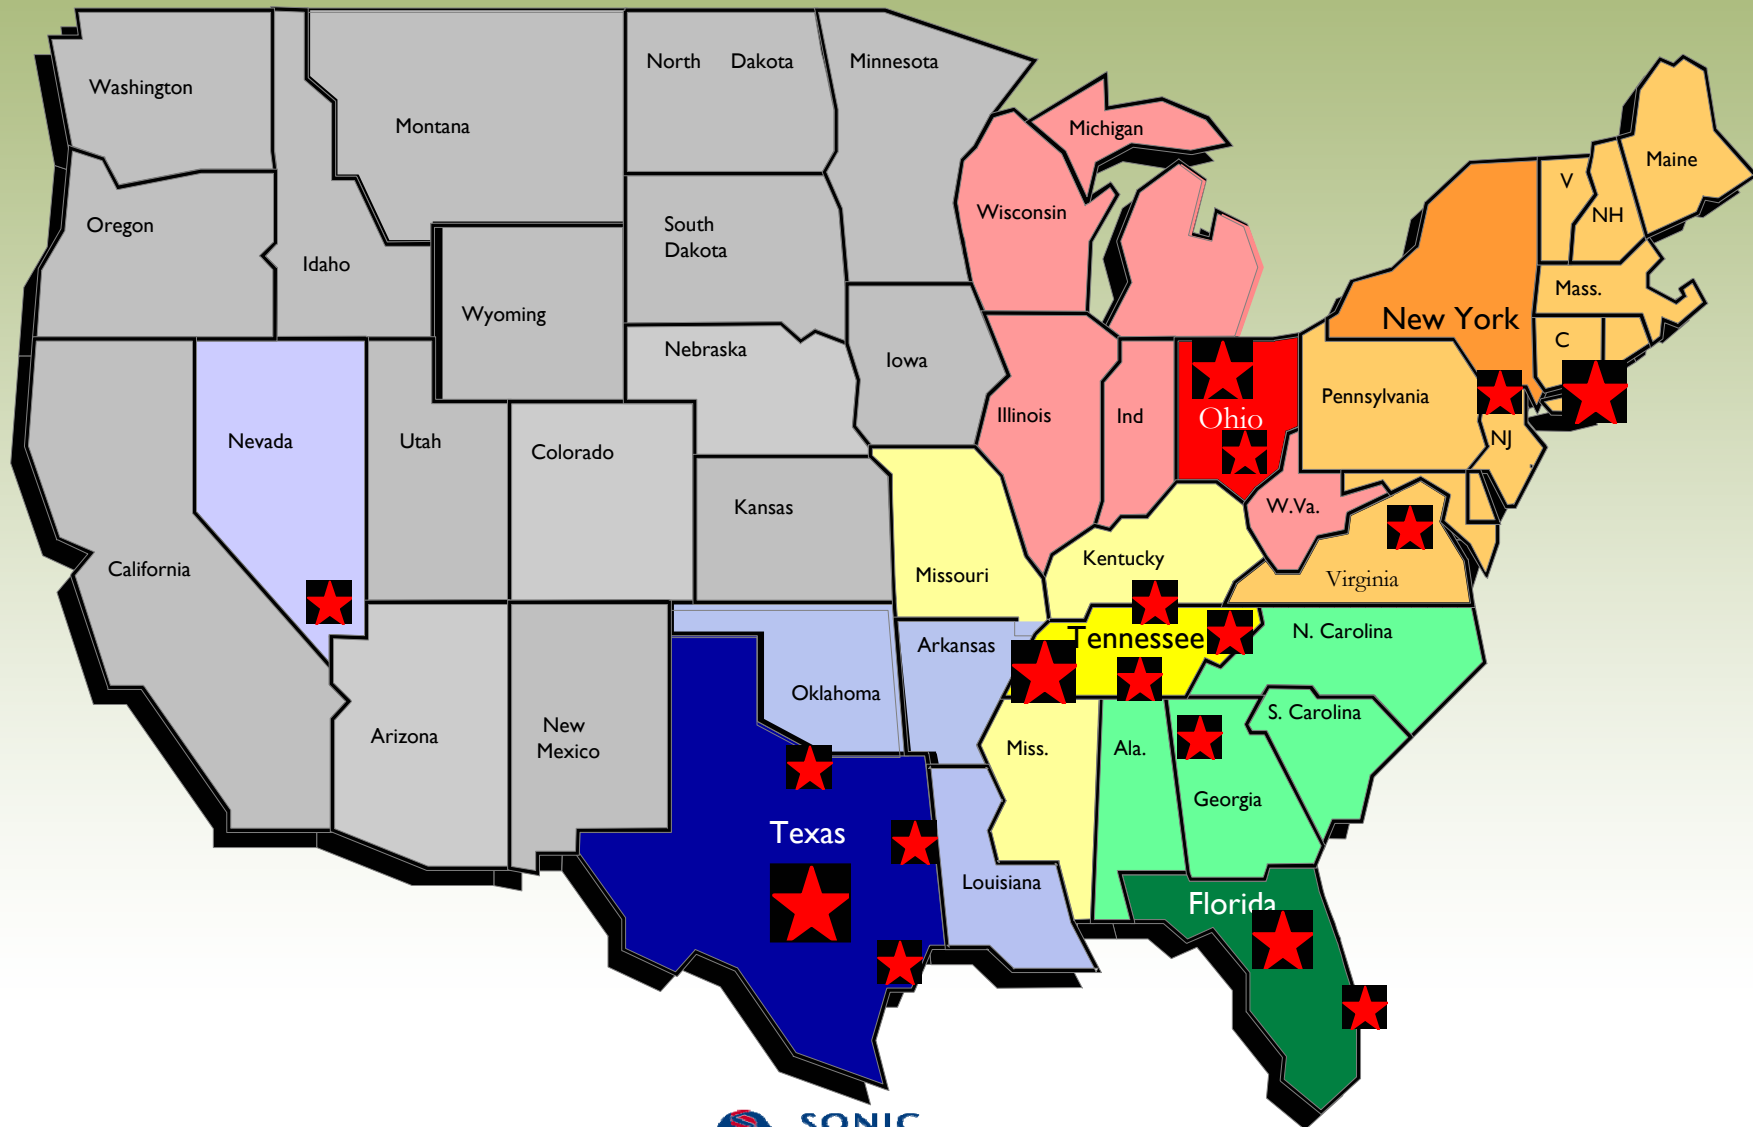 Washington
Montana
North Dakota
Minnesota
Michigan
Maine
Oregon
Idaho
South
Dakota
Wisconsin
V
NH
Wyoming
Nebraska
Iowa
New York
Mass.
C
Nevada
Utah
Colorado
Illinois
Ind
Ohio
Pennsylvania
NJ
California
Kansas
Missouri
Kentucky
W.Va.
Virginia
Arizona
New
Mexico
Oklahoma
Arkansas
Tennessee
N. Carolina
S. Carolina
Texas
Miss.
Ala.
Georgia
Louisiana
Florida
SONIC